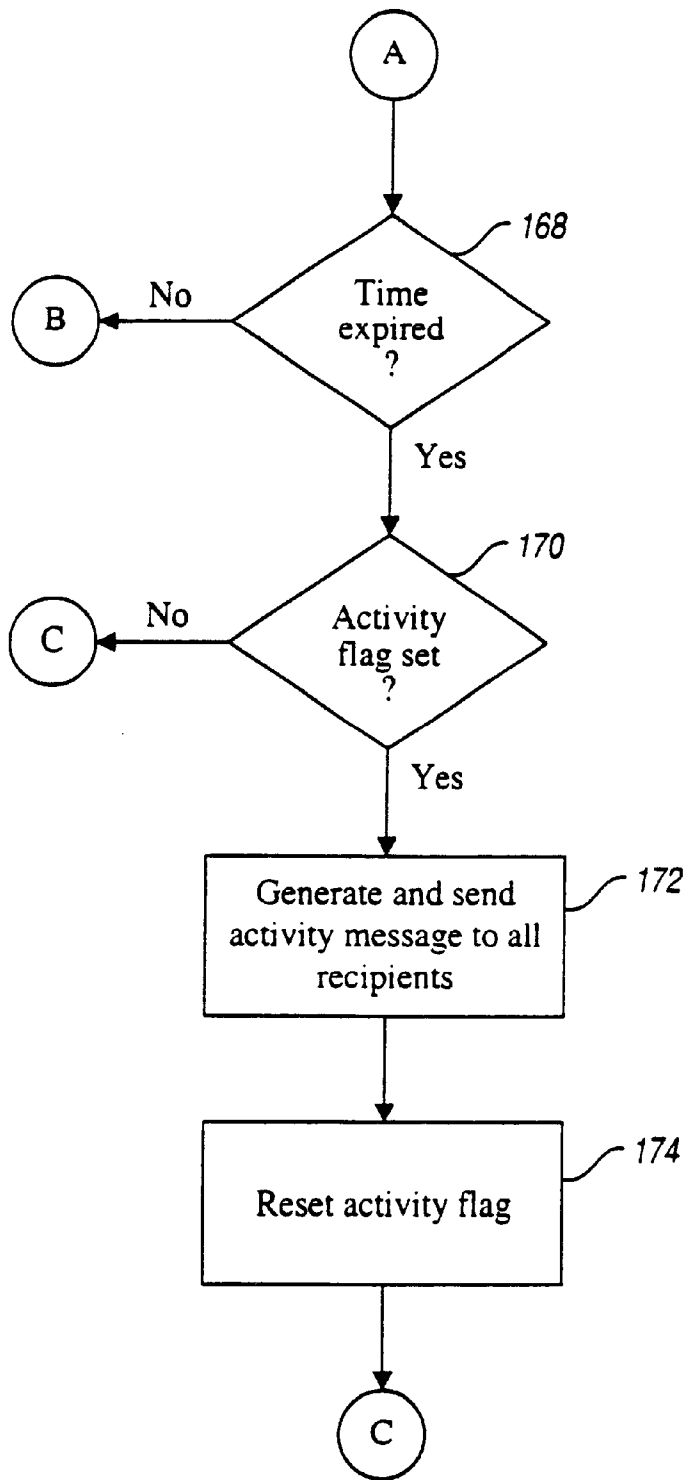 A
168
Time
expired
?
No
B
Yes
170
Activity
flag set
?
No
C
Yes
172
Generate and send
activity message to all
recipients
174
Reset activity flag
C